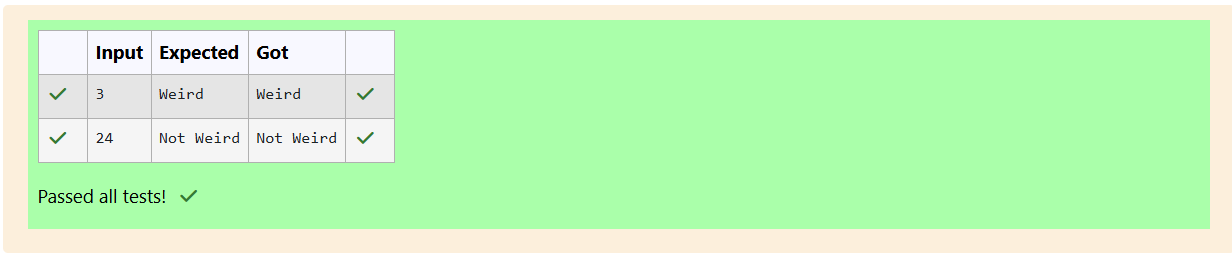 Input Expected Got
3 Weird Weird
24 Not Weird Not Weird
Passed all tests!